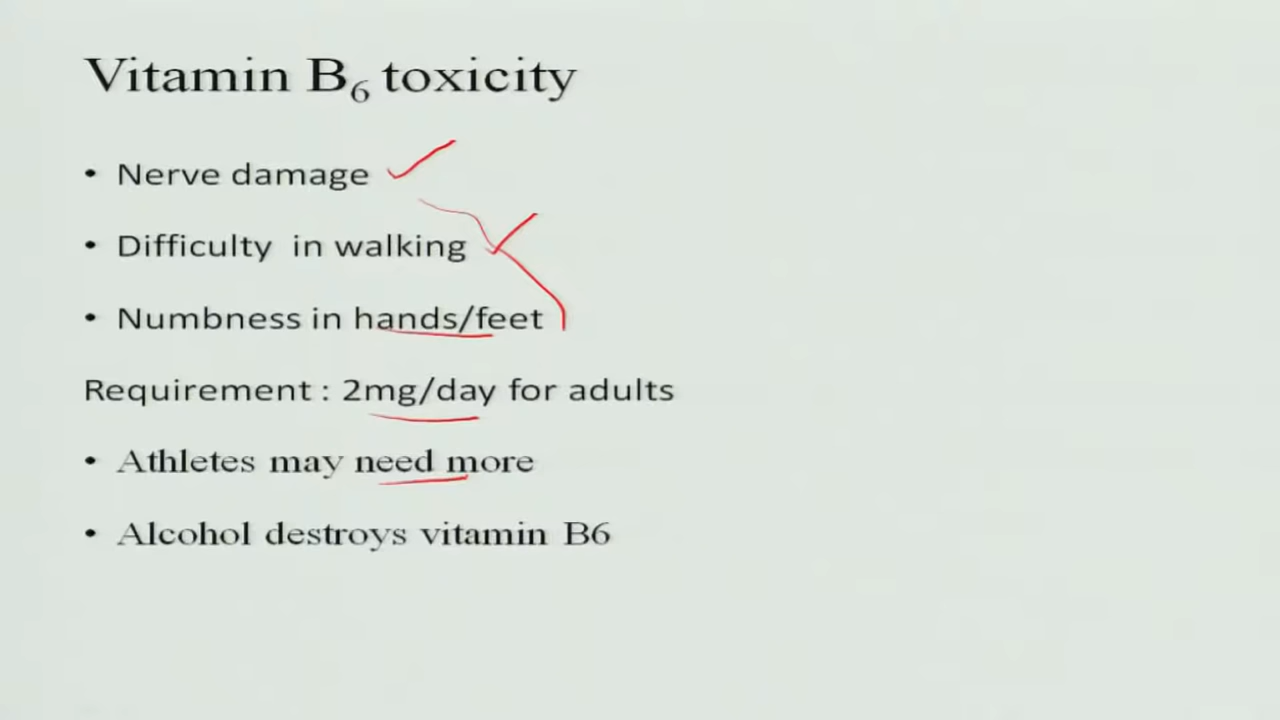 Vitamin B6 toxicity
• Nerve damage
• Difficulty in walking
• Numbness in hands/feet
Requirement : 2mg/day for adults
• Athletes may need more
• Alcohol destroys vitamin B6